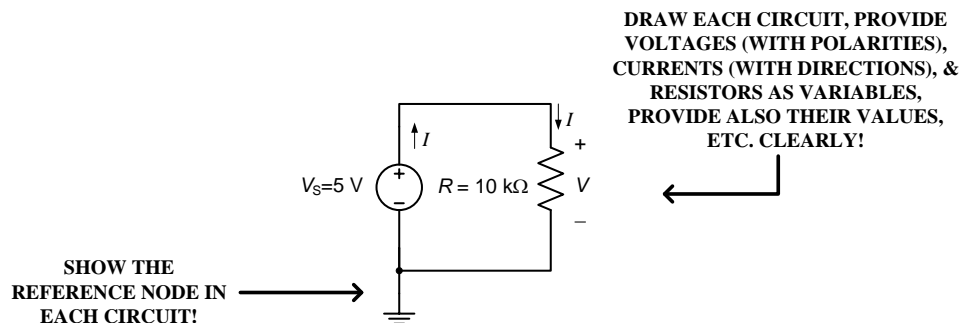 DRAW EACH CIRCUIT, PROVIDE
VOLTAGES (WITH POLARITIES),
CURRENTS (WITH DIRECTIONS), &
RESISTORS AS VARIABLES,
PROVIDE ALSO THEIR VALUES,
ETC. CLEARLY!
I
I
+
VS=5 V
+
−
R = 10 kΩ
V
−
SHOW THE
REFERENCE NODE IN
EACH CIRCUIT!